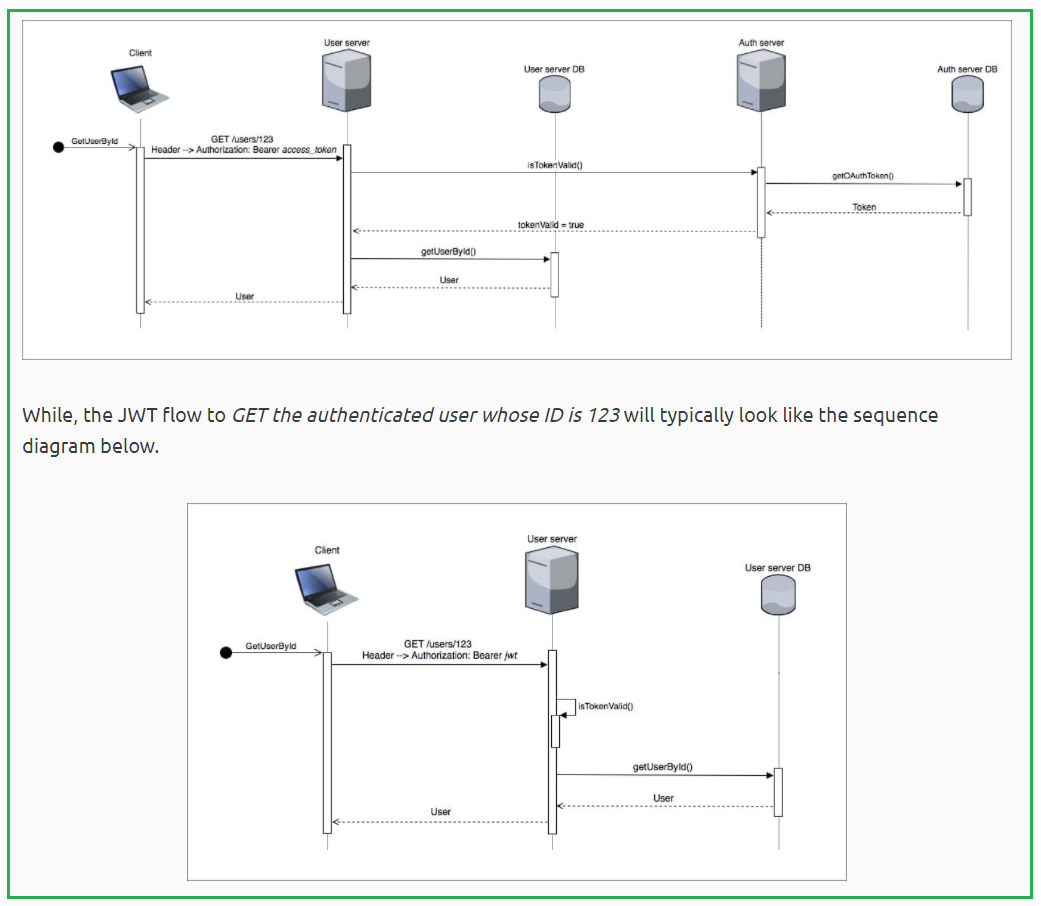 Client
User server
User server DB
Auth server
Auth server DB
GetUserById
GET /users/123
Header --> Authorization: Bearer access_token
isTokenValid()
getOAuthToken()
Token
tokenValid = true
getUserById()
User
User
While, the JWT flow to GET the authenticated user whose ID is 123 will typically look like the sequence
diagram below.
Client
User server
User server DB
GetUserById
GET /users/123
Header --> Authorization: Bearer jwt
isTokenValid()
getUserById()
User
User